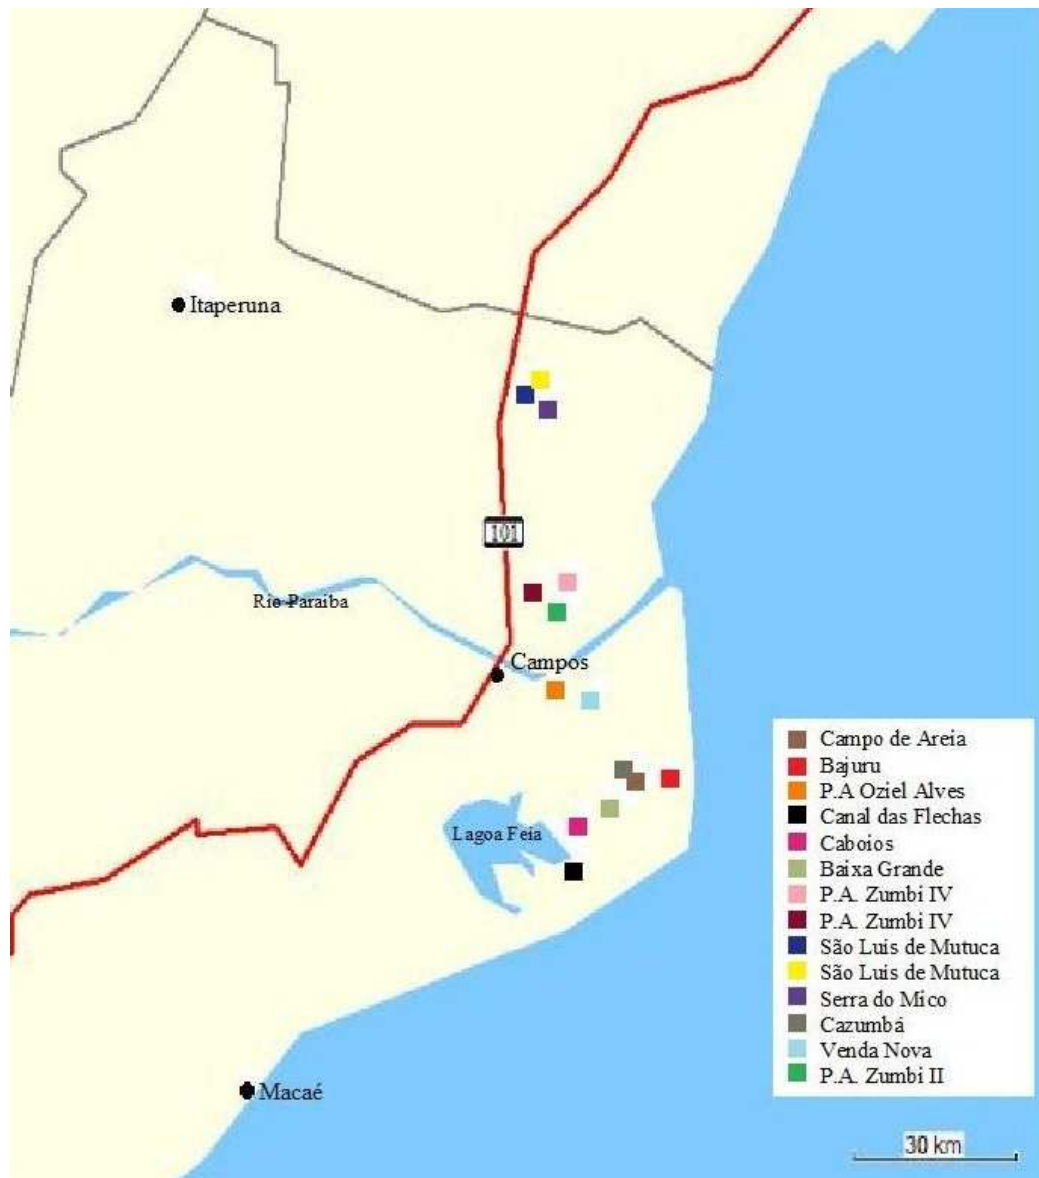 Itaperuna
101
Rio Paraiba
Campos
Lagoa Feia
Macaé
Campo de Areia
Bajuru
P.A Oziel Alves
Canal das Flechas
Caboios
Baixa Grande
P.A. Zumbi IV
P.A. Zumbi IV
São Luis de Mutuca
São Luis de Mutuca
Serra do Mico
Cazumbá
Venda Nova
P.A. Zumbi II
30 km